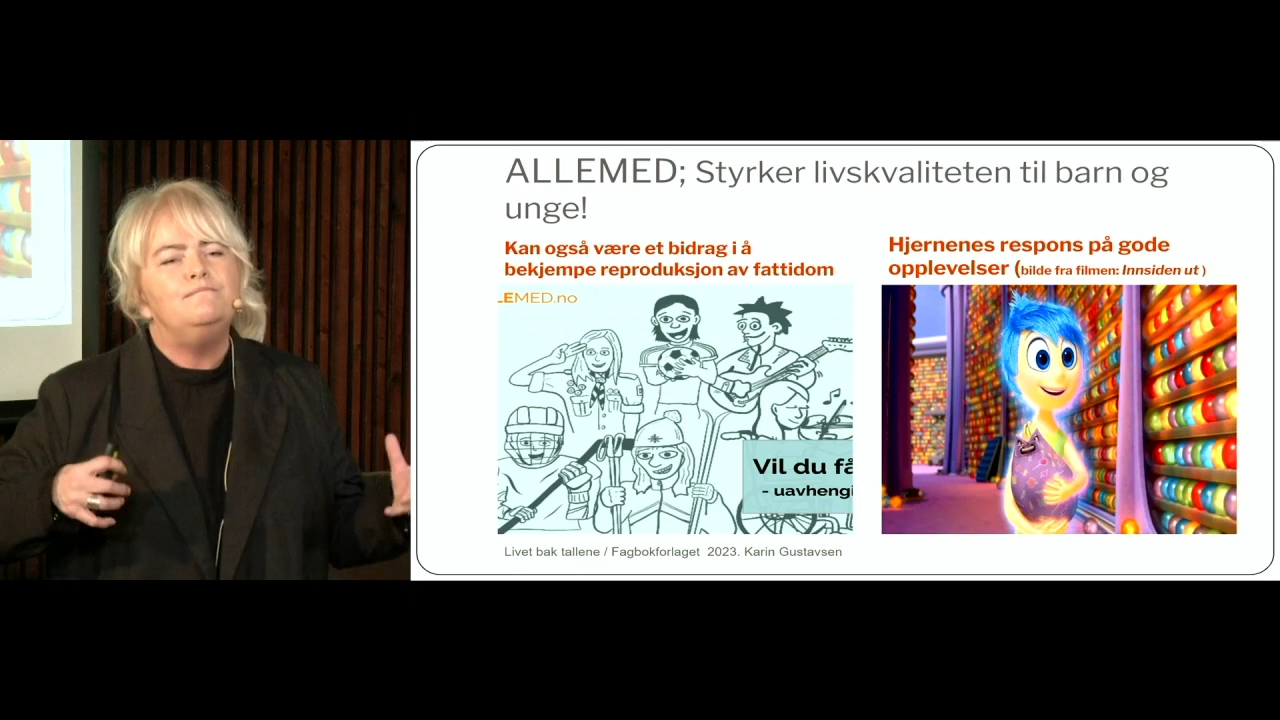 ALLEMED; Styrker livskvaliteten til barn og
unge!
Kan også være et bidrag i å
bekjempe reproduksjon av fattidom
Hjernenes respons på gode
opplevelser (bilde fra filmen: Innsiden ut )
LEMED.no
Vil du få
- uavhengi
Livet bak tallene / Fagbokforlaget 2023. Karin Gustavsen